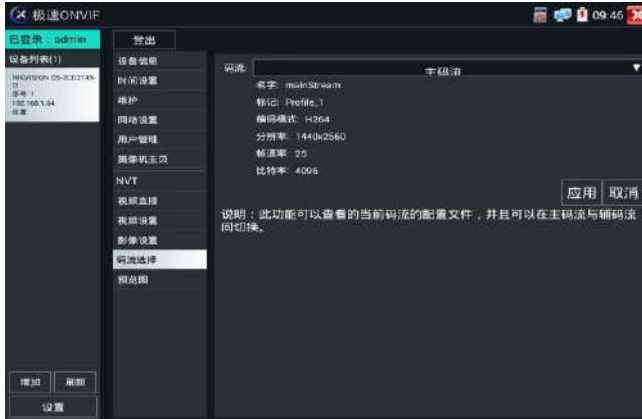 极速ONVIF
09:46
已登录：admin
登出
设备列表(1)
HIKVISION DS-2CD2145-
序号: 1
192.168.1.64
位置
设备信息
时间设置
维护
网络设置
用户管理
摄像机主页
NVT
视频直播
视频设置
影像设置
码流选择
预览图
码流:
主码流
名字: mainStream
标记: Profile_1
编码模式: H264
分辨率: 1440x2560
帧速率: 25
比特率: 4096
应用
取消
说明：此功能可以查看的当前码流的配置文件，并且可以在主码流与辅码流
间切换。
增加
刷新
设置